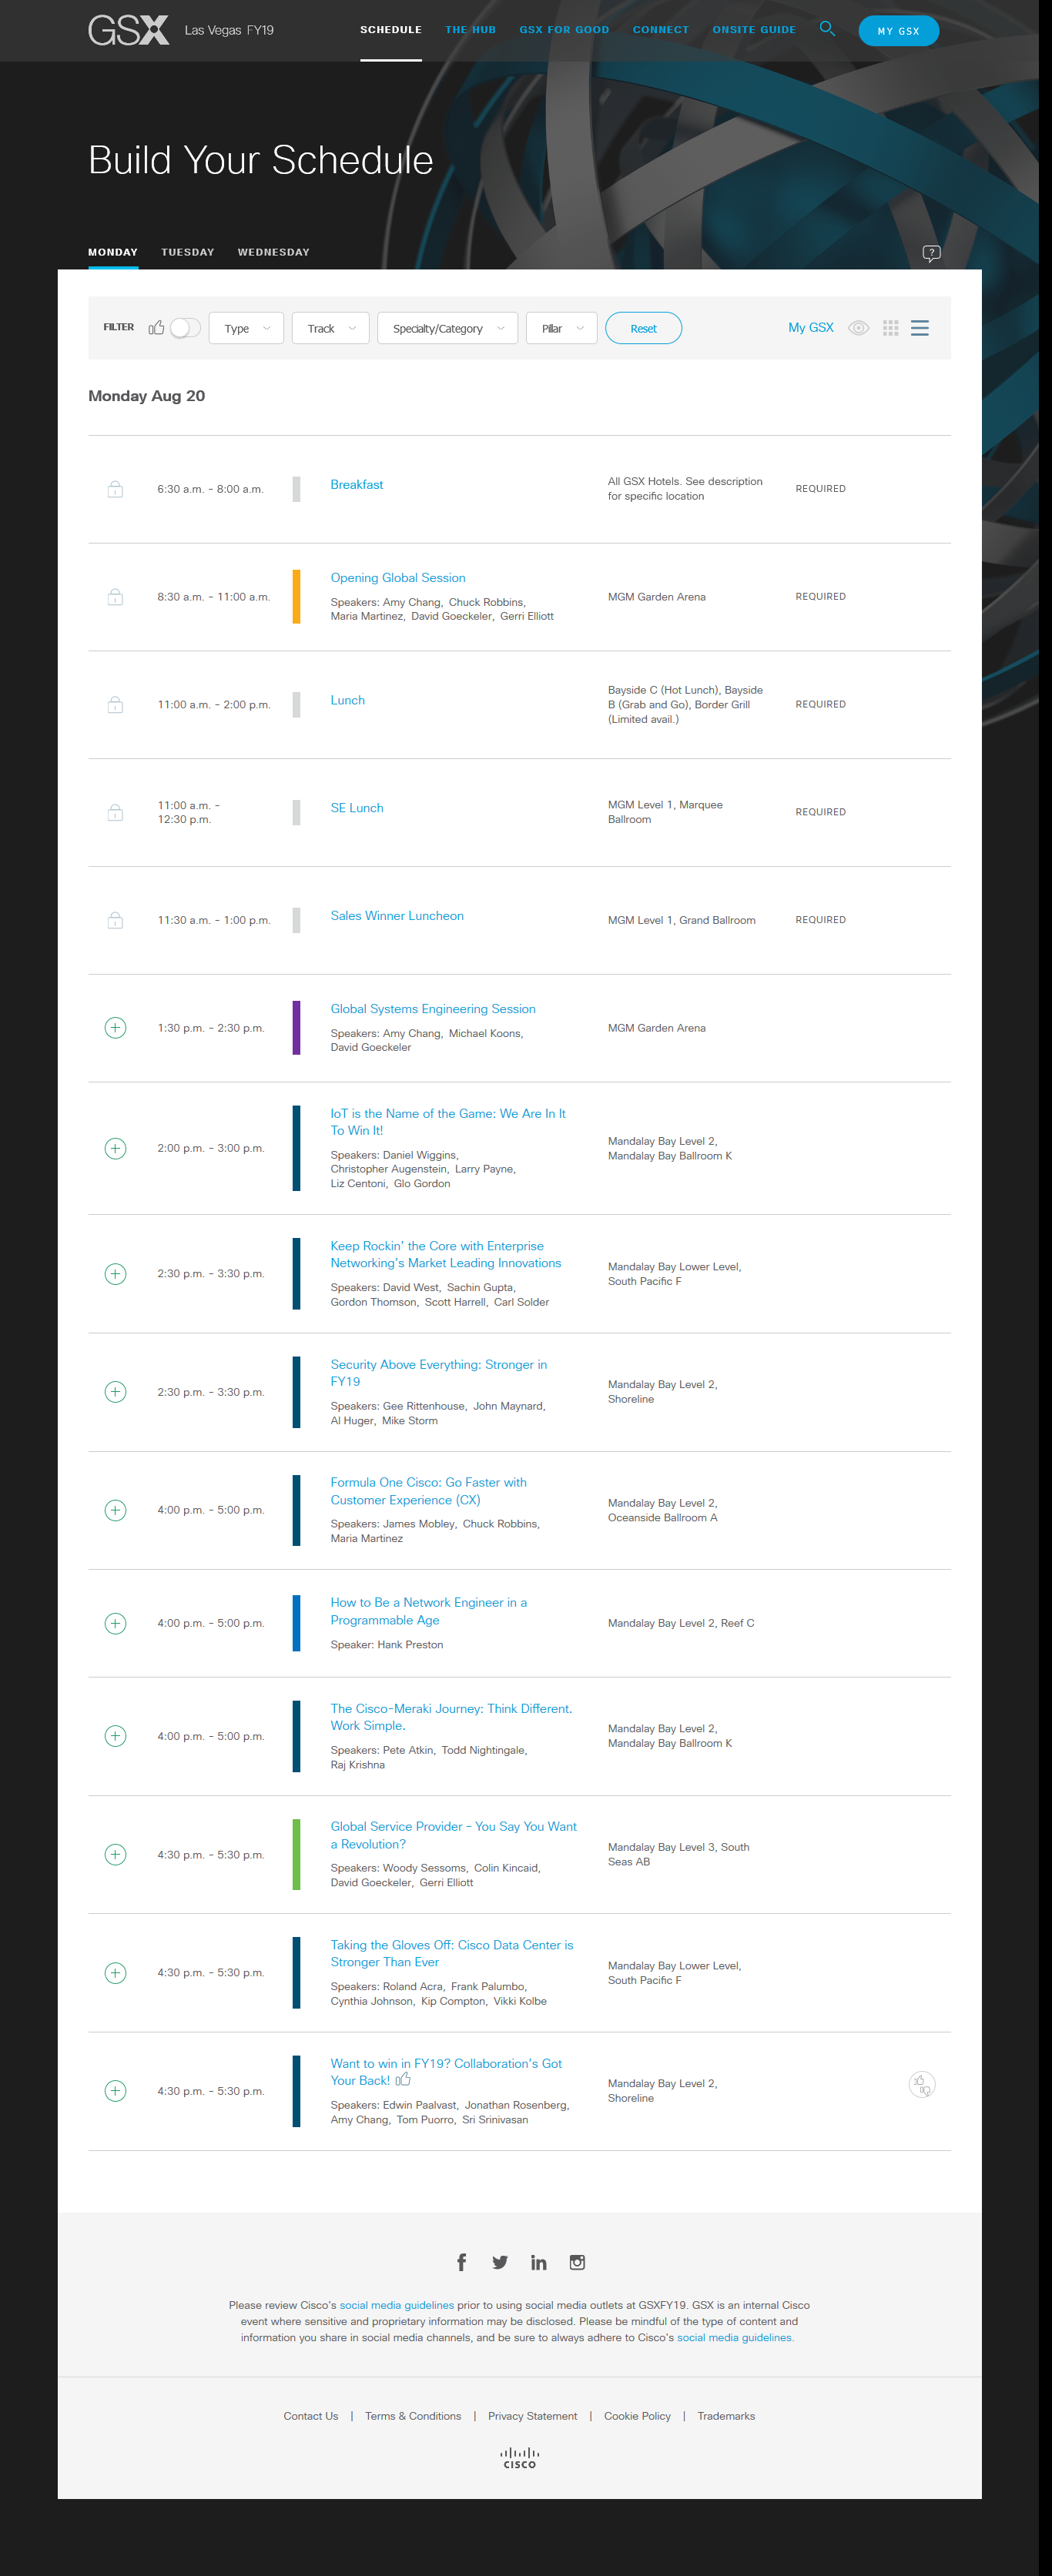 GSX Las Vegas FY19 SCHEDULE THE HUB GSX FOR GOOD CONNECT ONSITE GUIDE MY GSX
Build Your Schedule
MONDAY TUESDAY WEDNESDAY ?
FILTER Type Track Specialty/Category Pillar Reset My GSX
Monday Aug 20
6:30 a.m. - 8:00 a.m.
Breakfast
All GSX Hotels. See description
for specific location
REQUIRED
8:30 a.m. - 11:00 a.m.
Opening Global Session
Speakers: Amy Chang, Chuck Robbins,
Maria Martinez, David Goeckeler, Gerri Elliott
MGM Garden Arena
REQUIRED
11:00 a.m. - 2:00 p.m.
Lunch
Bayside C (Hot Lunch), Bayside
B (Grab and Go), Border Grill
(Limited avail.)
REQUIRED
11:00 a.m. -
12:30 p.m.
SE Lunch
MGM Level 1, Marquee
Ballroom
REQUIRED
11:30 a.m. - 1:00 p.m.
Sales Winner Luncheon
MGM Level 1, Grand Ballroom
REQUIRED
1:30 p.m. - 2:30 p.m.
Global Systems Engineering Session
Speakers: Amy Chang, Michael Koons,
David Goeckeler
MGM Garden Arena
2:00 p.m. - 3:00 p.m.
IoT is the Name of the Game: We Are In It
To Win It!
Speakers: Daniel Wiggins,
Christopher Augenstein, Larry Payne,
Liz Centoni, Glo Gordon
Mandalay Bay Level 2,
Mandalay Bay Ballroom K
2:30 p.m. - 3:30 p.m.
Keep Rockin’ the Core with Enterprise
Networking’s Market Leading Innovations
Speakers: David West, Sachin Gupta,
Gordon Thomson, Scott Harrell, Carl Solder
Mandalay Bay Lower Level,
South Pacific F
2:30 p.m. - 3:30 p.m.
Security Above Everything: Stronger in
FY19
Speakers: Gee Rittenhouse, John Maynard,
Al Huger, Mike Storm
Mandalay Bay Level 2,
Shoreline
4:00 p.m. - 5:00 p.m.
Formula One Cisco: Go Faster with
Customer Experience (CX)
Speakers: James Mobley, Chuck Robbins,
Maria Martinez
Mandalay Bay Level 2,
Oceanside Ballroom A
4:00 p.m. - 5:00 p.m.
How to Be a Network Engineer in a
Programmable Age
Speaker: Hank Preston
Mandalay Bay Level 2, Reef C
4:00 p.m. - 5:00 p.m.
The Cisco-Meraki Journey: Think Different.
Work Simple.
Speakers: Pete Atkin, Todd Nightingale,
Raj Krishna
Mandalay Bay Level 2,
Mandalay Bay Ballroom K
4:30 p.m. - 5:30 p.m.
Global Service Provider - You Say You Want
a Revolution?
Speakers: Woody Sessoms, Colin Kincaid,
David Goeckeler, Gerri Elliott
Mandalay Bay Level 3, South
Seas AB
4:30 p.m. - 5:30 p.m.
Taking the Gloves Off: Cisco Data Center is
Stronger Than Ever
Speakers: Roland Acra, Frank Palumbo,
Cynthia Johnson, Kip Compton, Vikki Kolbe
Mandalay Bay Lower Level,
South Pacific F
4:30 p.m. - 5:30 p.m.
Want to win in FY19? Collaboration’s Got
Your Back!
Speakers: Edwin Paalvast, Jonathan Rosenberg,
Amy Chang, Tom Puorro, Sri Srinivasan
Mandalay Bay Level 2,
Shoreline
Please review Cisco’s social media guidelines prior to using social media outlets at GSXFY19. GSX is an internal Cisco
event where sensitive and proprietary information may be disclosed. Please be mindful of the type of content and
information you share in social media channels, and be sure to always adhere to Cisco’s social media guidelines.
Contact Us | Terms & Conditions | Privacy Statement | Cookie Policy | Trademarks
CISCO